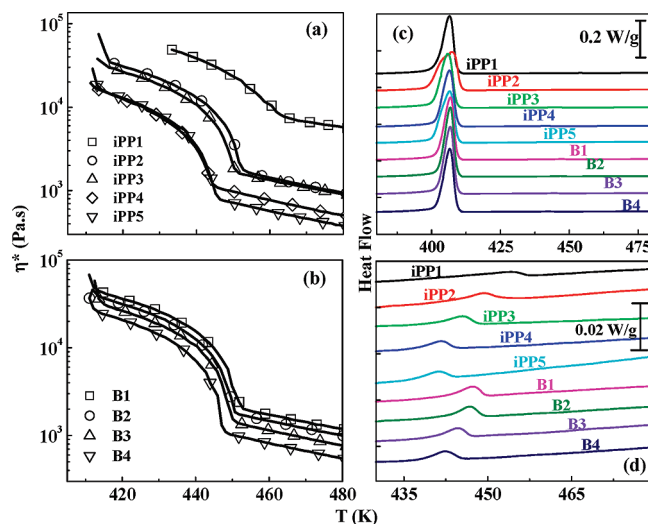 (a)
10⁵
10⁴
10³
iPP1
iPP2
iPP3
iPP4
iPP5
η* (Pa.s)
(b)
10⁵
10⁴
10³
B1
B2
B3
B4
420 440 460 480
T (K)
(c)
0.2 W/g
iPP1
iPP2
iPP3
iPP4
iPP5
B1
B2
B3
B4
400 425 450 475
Heat Flow
iPP1
iPP2
0.02 W/g
iPP3
iPP4
iPP5
B1
B2
B3
B4
(d)
430 450 465
T (K)